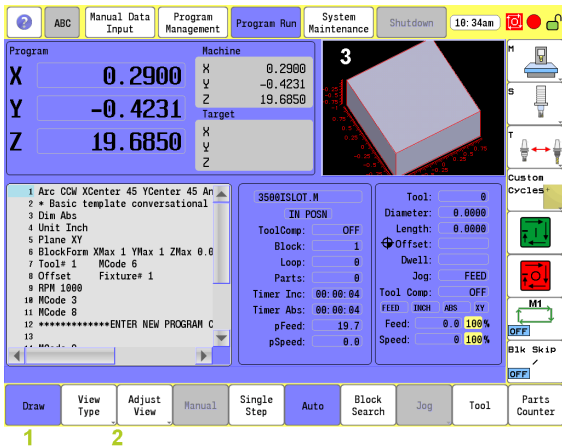 ? ABC Manual Data Input Program Management Program Run System Maintenance Shutdown 10:34am
Program
X 0.2900
Y -0.4231
Z 19.6850
Machine
X 0.2900
Y -0.4231
Z 19.6850
Target
X
Y
Z
3
M
S
T
Custom
Cycles
M1
OFF
Blk Skip
/
OFF
1 Arc CCW XCenter 45 YCenter 45 An
2 * Basic template conversational
3 Dim Abs
4 Unit Inch
5 Plane XY
6 BlockForm XMax 1 YMax 1 ZMax 0.0
7 Tool# 1 MCode 6
8 Offset Fixture# 1
9 RPM 1000
10 MCode 3
11 MCode 8
12 *************ENTER NEW PROGRAM C
13
3500ISLOT.M
IN POSN
ToolComp: OFF
Block: 1
Loop: 0
Parts: 0
Timer Inc: 00:00:04
Timer Abs: 00:00:04
pFeed: 19.7
pSpeed: 0.0
Tool: 0
Diameter: 0.0000
Length: 0.0000
Offset:
Dwell:
Jog: FEED
Tool Comp: OFF
FEED INCH ABS XY
Feed: 0.0 100%
Speed: 0 100%
Draw View Type Adjust View Manual Single Step Auto Block Search Jog Tool Parts Counter
1 2